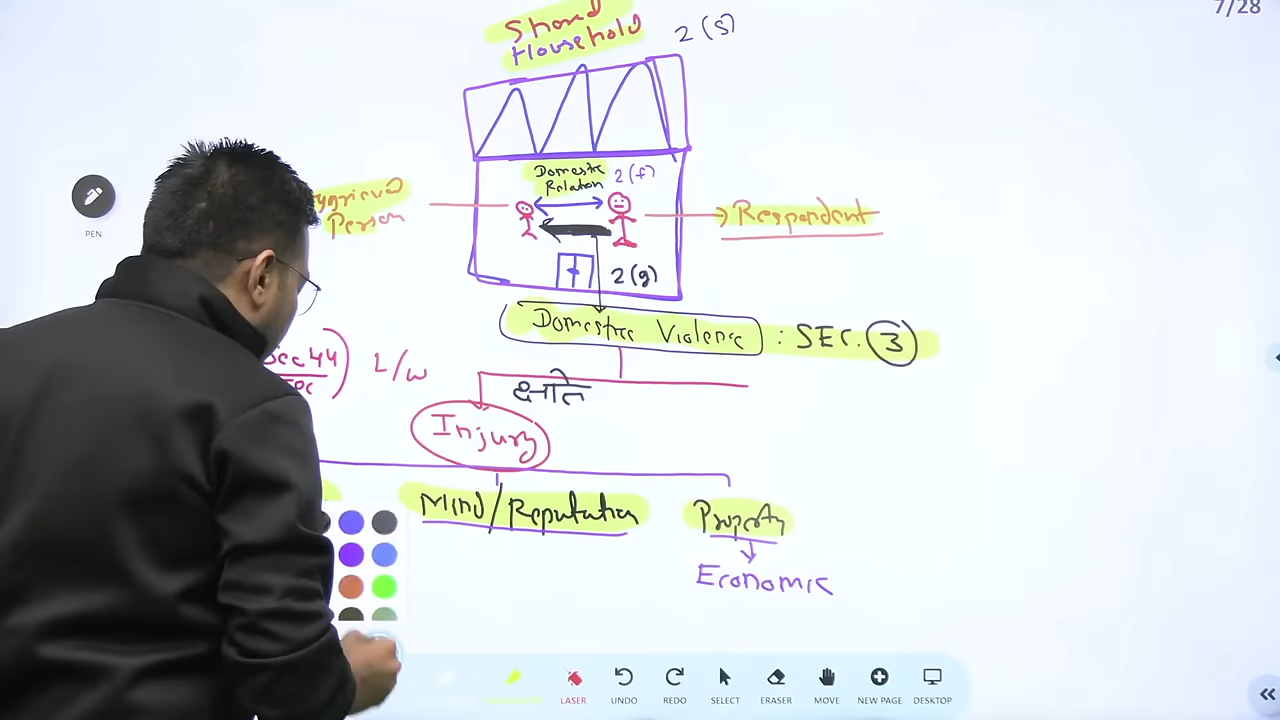 7/28
Shared
Household
2 (S)
Domestic
Relation
2(f)
Person
Respondent
2(g)
PEN
Domestic Violence : SEC. 3
Sec 44
L/w
क्षति
Injury
Mind/Reputation
Property
Economic
LASER
UNDO
REDO
SELECT
ERASER
MOVE
NEW PAGE
DESKTOP